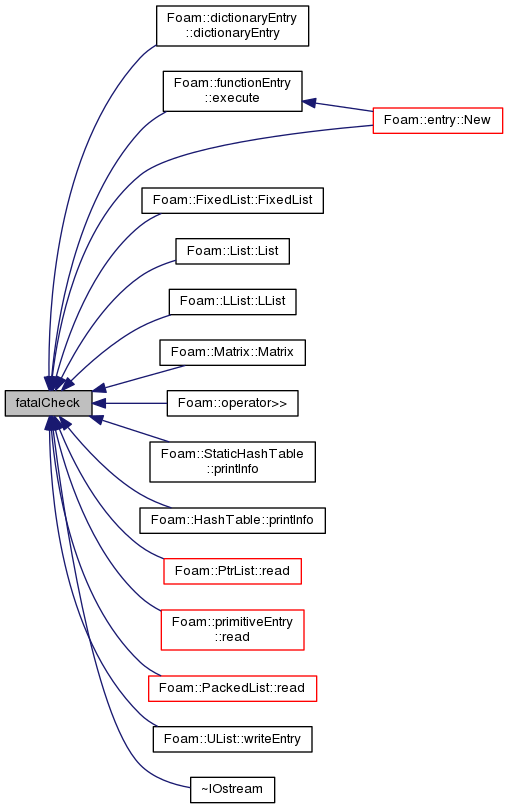 Foam::dictionaryEntry
::dictionaryEntry
Foam::functionEntry
::execute
Foam::entry::New
Foam::FixedList::FixedList
Foam::List::List
Foam::LList::LList
Foam::Matrix::Matrix
fatalCheck
Foam::operator>>
Foam::StaticHashTable
::printInfo
Foam::HashTable::printInfo
Foam::PtrList::read
Foam::primitiveEntry
::read
Foam::PackedList::read
Foam::UList::writeEntry
~IOstream